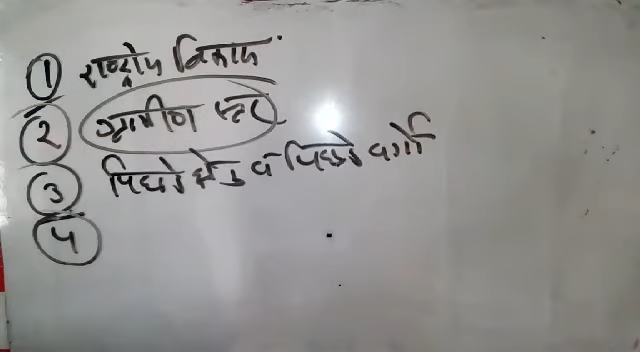 ① राष्ट्रीय विकास
② ग्रामीण स्तर
③ पिछड़े क्षेत्र व पिछड़े वर्गों
④